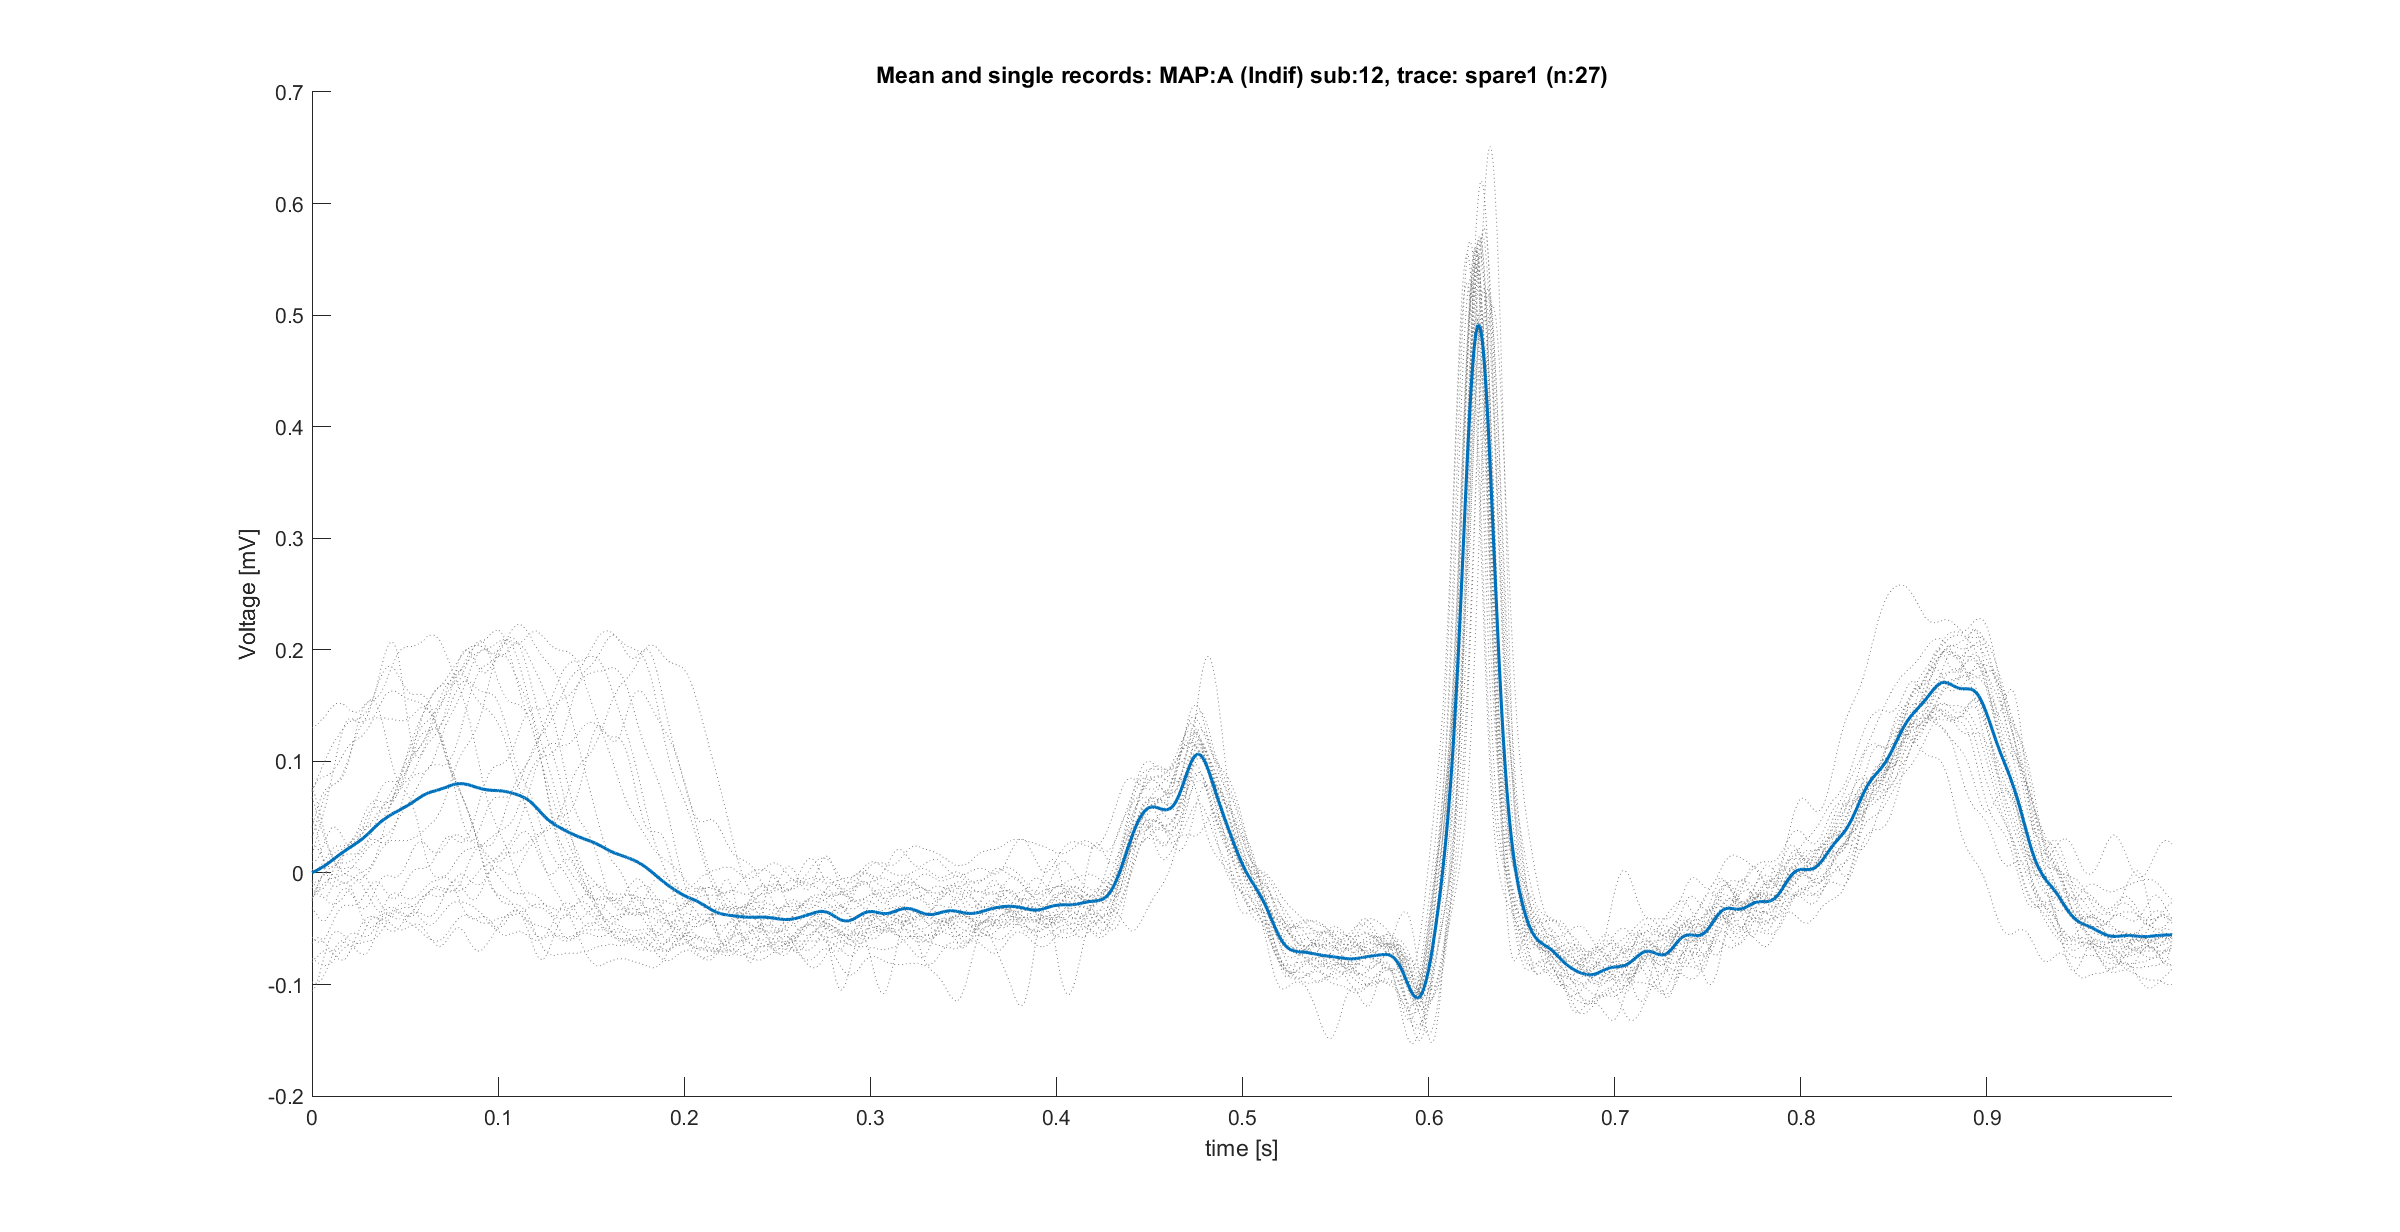 Mean and single records: MAP:A (Indif) sub:12, trace: spare1 (n:27)
0.7
0.6
0.5
0.4
0.3
0.2
0.1
0
-0.1
-0.2
Voltage [mV]
0 0.1 0.2 0.3 0.4 0.5 0.6 0.7 0.8 0.9
time [s]